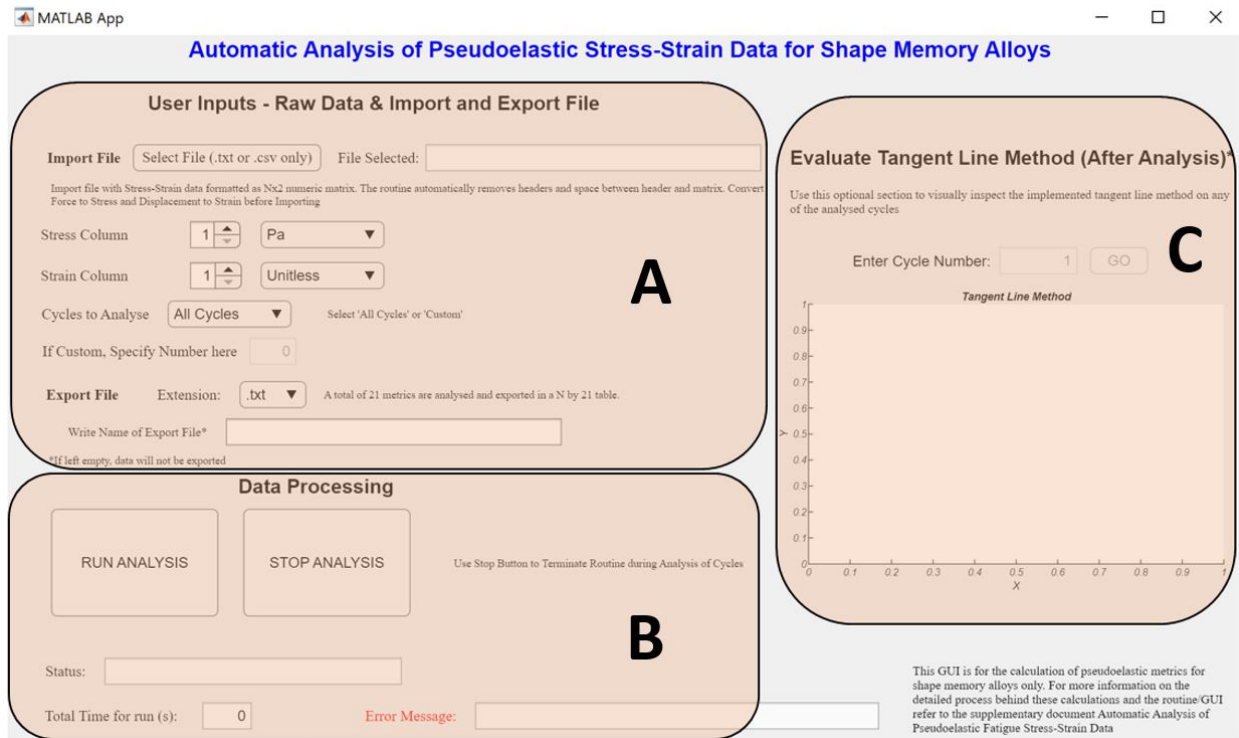 MATLAB App
Automatic Analysis of Pseudoelastic Stress-Strain Data for Shape Memory Alloys
User Inputs - Raw Data & Import and Export File
Import File Select File (.txt or .csv only) File Selected:
Import file with Stress-Strain data formatted as Nx2 numeric matrix. The routine automatically removes headers and space between header and matrix. Convert
Force to Stress and Displacement to Strain before Importing
Stress Column 1 Pa
Strain Column 1 Unitless
A
Cycles to Analyse All Cycles Select 'All Cycles' or 'Custom'
If Custom, Specify Number here 0
Export File Extension: .txt A total of 21 metrics are analysed and exported in a N by 21 table.
Write Name of Export File*
*If left empty, data will not be exported
Data Processing
RUN ANALYSIS STOP ANALYSIS Use Stop Button to Terminate Routine during Analysis of Cycles
B
Status:
Total Time for run (s): 0 Error Message:
Evaluate Tangent Line Method (After Analysis)*
Use this optional section to visually inspect the implemented tangent line method on any
of the analysed cycles
C
Enter Cycle Number: 1 GO
Tangent Line Method
1
0.9
0.8
0.7
0.6
Y 0.5
0.4
0.3
0.2
0.1
0
0 0.1 0.2 0.3 0.4 0.5 0.6 0.7 0.8 0.9 1
X
This GUI is for the calculation of pseudoelastic metrics for
shape memory alloys only. For more information on the
detailed process behind these calculations and the routine/GUI
refer to the supplementary document Automatic Analysis of
Pseudoelastic Fatigue Stress-Strain Data